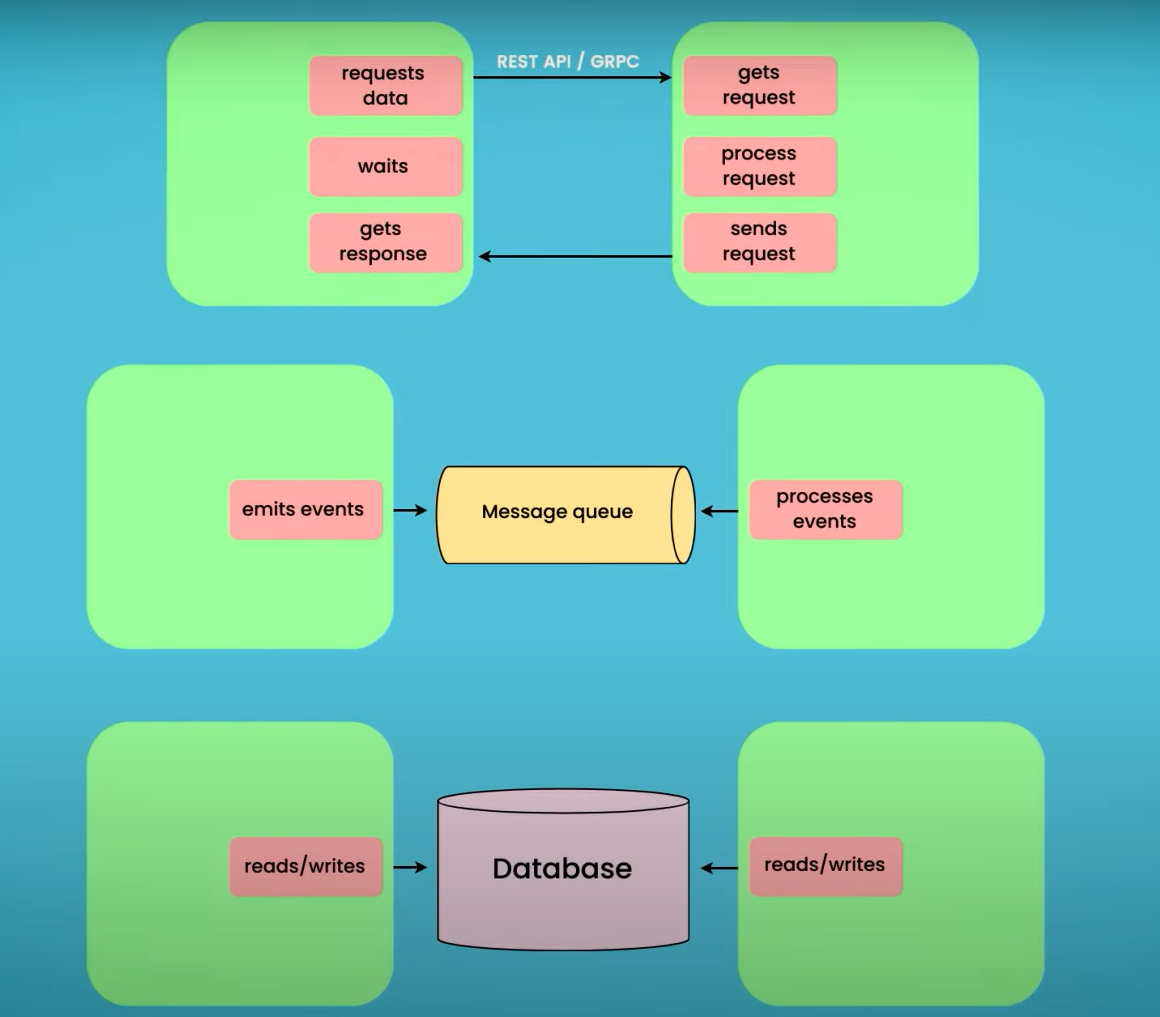 REST API / GRPC
requests
data
gets
request
waits
process
request
gets
response
sends
request
emits events
Message queue
processes
events
reads/writes
Database
reads/writes